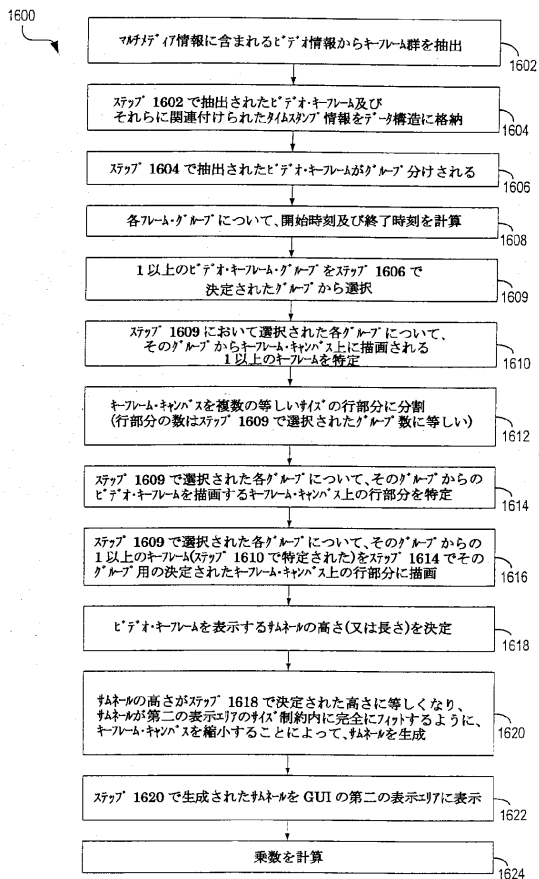 1600
ﾏﾙﾁﾒﾃﾞｨｱ情報に含まれるﾋﾞﾃﾞｵ情報からｷｰﾌﾚｰﾑ群を抽出
1602
ｽﾃｯﾌﾟ 1602 で抽出されたﾋﾞﾃﾞｵ･ｷｰﾌﾚｰﾑ及び
それらに関連付けられたﾀｲﾑｽﾀﾝﾌﾟ情報をﾃﾞｰﾀ構造に格納
1604
ｽﾃｯﾌﾟ 1604 で抽出されたﾋﾞﾃﾞｵ･ｷｰﾌﾚｰﾑがｸﾞﾙｰﾌﾟ分けされる
1606
各ﾌﾚｰﾑ･ｸﾞﾙｰﾌﾟについて、開始時刻及び終了時刻を計算
1608
1以上のﾋﾞﾃﾞｵ･ｷｰﾌﾚｰﾑ･ｸﾞﾙｰﾌﾟをｽﾃｯﾌﾟ 1606 で
決定されたｸﾞﾙｰﾌﾟから選択
1609
ｽﾃｯﾌﾟ 1609 において選択された各ｸﾞﾙｰﾌﾟについて、
そのｸﾞﾙｰﾌﾟからｷｰﾌﾚｰﾑ･ｷｬﾝﾊﾞｽ上に描画される
1以上のｷｰﾌﾚｰﾑを特定
1610
ｷｰﾌﾚｰﾑ･ｷｬﾝﾊﾞｽを複数の等しいｻｲｽﾞの行部分に分割
(行部分の数はｽﾃｯﾌﾟ 1609 で選択されたｸﾞﾙｰﾌﾟ数に等しい)
1612
ｽﾃｯﾌﾟ 1609 で選択された各ｸﾞﾙｰﾌﾟについて、そのｸﾞﾙｰﾌﾟからの
ﾋﾞﾃﾞｵ･ｷｰﾌﾚｰﾑを描画するｷｰﾌﾚｰﾑ･ｷｬﾝﾊﾞｽ上の行部分を特定
1614
ｽﾃｯﾌﾟ 1609 で選択された各ｸﾞﾙｰﾌﾟについて、そのｸﾞﾙｰﾌﾟからの
1以上のｷｰﾌﾚｰﾑ(ｽﾃｯﾌﾟ 1610 で特定された)をｽﾃｯﾌﾟ 1614 でその
ｸﾞﾙｰﾌﾟ用の決定されたｷｰﾌﾚｰﾑ･ｷｬﾝﾊﾞｽ上の行部分に描画
1616
ﾋﾞﾃﾞｵ･ｷｰﾌﾚｰﾑを表示するｻﾑﾈｰﾙの高さ(又は長さ)を決定
1618
ｻﾑﾈｰﾙの高さがｽﾃｯﾌﾟ 1618 で決定された高さに等しくなり、
ｻﾑﾈｰﾙが第二の表示ｴﾘｱのｻｲｽﾞ制約内に完全にﾌｨｯﾄするように、
ｷｰﾌﾚｰﾑ･ｷｬﾝﾊﾞｽを縮小することによって、ｻﾑﾈｰﾙを生成
1620
ｽﾃｯﾌﾟ 1620 で生成されたｻﾑﾈｰﾙを GUI の第二の表示ｴﾘｱに表示
1622
乗数を計算
1624